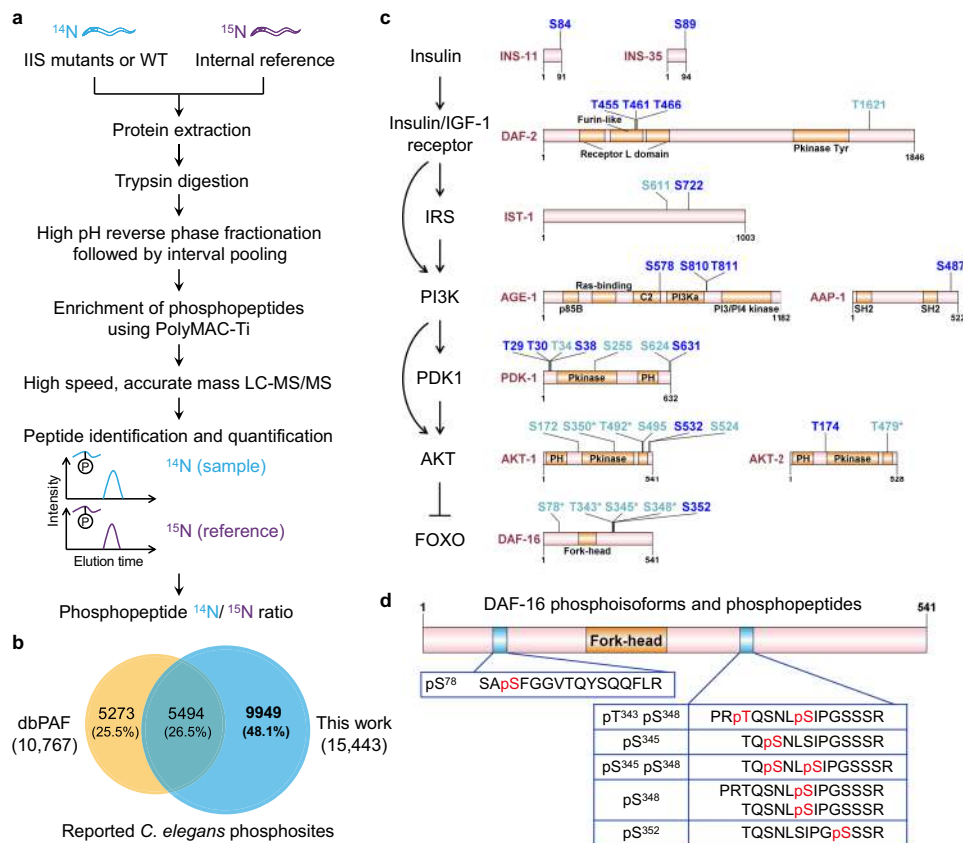 a
¹⁴N
¹⁵N
IIS mutants or WT
Internal reference
Protein extraction
Trypsin digestion
High pH reverse phase fractionation
followed by interval pooling
Enrichment of phosphopeptides
using PolyMAC-Ti
High speed, accurate mass LC-MS/MS
Peptide identification and quantification
P
¹⁴N (sample)
Intensity
P
¹⁵N (reference)
Elution time
Phosphopeptide ¹⁴N/ ¹⁵N ratio
b
dbPAF
(10,767)
5273
(25.5%)
5494
(26.5%)
9949
(48.1%)
This work
(15,443)
Reported C. elegans phosphosites
c
Insulin
Insulin/IGF-1
receptor
IRS
PI3K
PDK1
AKT
FOXO
S84
INS-11
1 91
S89
INS-35
1 94
T455 T461 T466 T1621
Furin-like
DAF-2
Receptor L domain Pkinase Tyr
1 1846
S611 S722
IST-1
1 1003
S578 S810 T811
Ras-binding
AGE-1 C2 PI3Ka
p85B PI3/PI4 kinase
1 1182
S487
AAP-1
SH2 SH2
1 522
T29 T30 T34 S38 S255 S624 S631
PDK-1 Pkinase PH
1 632
S172 S350* T492* S495 S532 S524
AKT-1 PH Pkinase
1 541
T174 T479*
AKT-2 PH Pkinase
1 528
S78* T343* S345* S348* S352
DAF-16
Fork-head
1 541
d
DAF-16 phosphoisoforms and phosphopeptides
1 541
Fork-head
pS⁷⁸ SApSFGGVTQYSQQFLR
pT³⁴³ pS³⁴⁸ PRpTQSNLpSIPGSSSR
pS³⁴⁵ TQpSNLSIPGSSSR
pS³⁴⁵ pS³⁴⁸ TQpSNLpSIPGSSSR
pS³⁴⁸ PRTQSNLpSIPGSSSR
TQSNLpSIPGSSSR
pS³⁵² TQSNLSIPGpSSSR